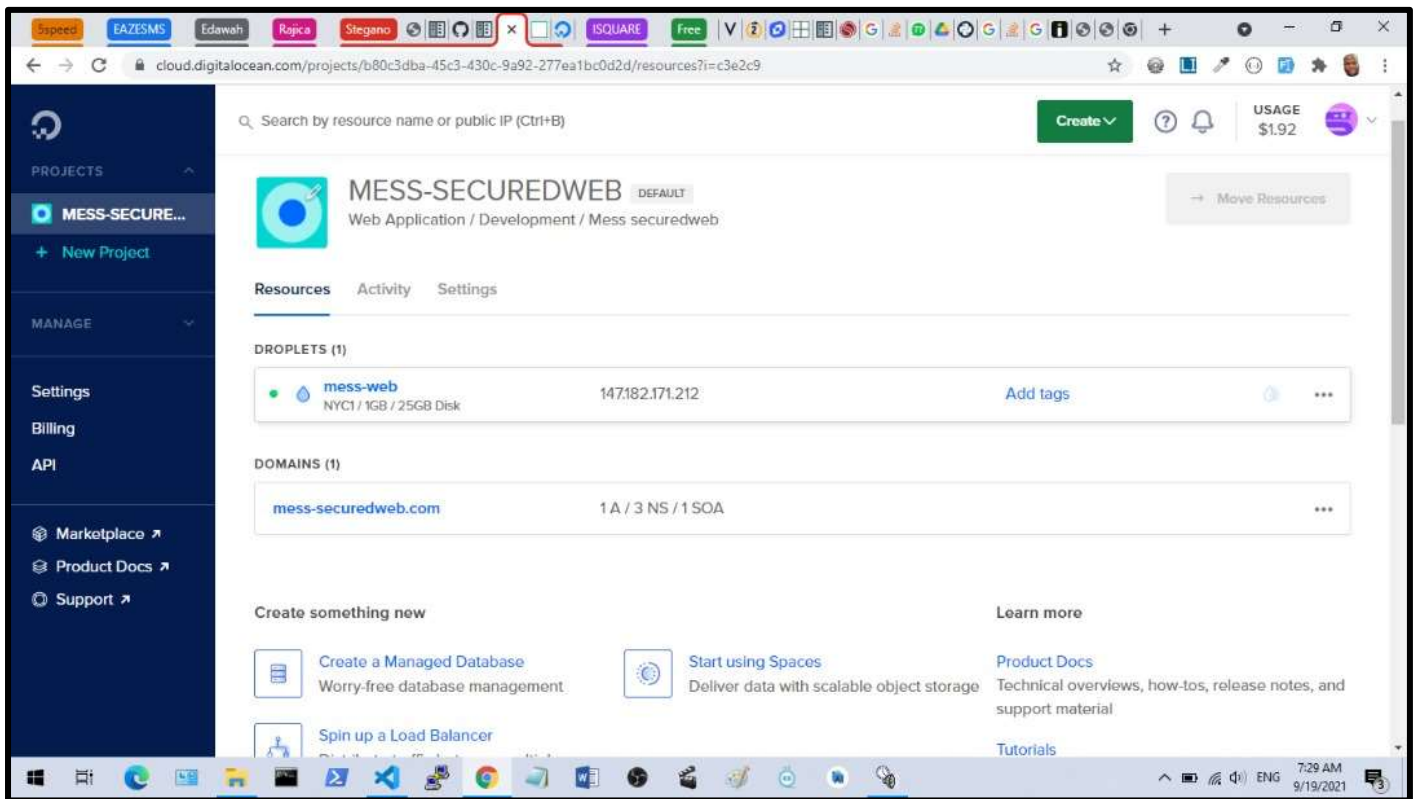 5speed EAZESMS Edawah Rajica Stegano ISQUARE Free
cloud.digitalocean.com/projects/b80c3dba-45c3-430c-9a92-277ea1bc0d2d/resources?i=c3e2c9
Search by resource name or public IP (Ctrl+B)
Create
USAGE
$1.92
PROJECTS
MESS-SECURE...
+ New Project
MANAGE
Settings
Billing
API
Marketplace
Product Docs
Support
MESS-SECUREDWEB DEFAULT
Web Application / Development / Mess securedweb
→ Move Resources
Resources Activity Settings
DROPLETS (1)
mess-web
NYC1 / 1GB / 25GB Disk
147.182.171.212
Add tags
DOMAINS (1)
mess-securedweb.com
1 A / 3 NS / 1 SOA
Create something new
Create a Managed Database
Worry-free database management
Start using Spaces
Deliver data with scalable object storage
Spin up a Load Balancer
Learn more
Product Docs
Technical overviews, how-tos, release notes, and
support material
Tutorials
ENG
7:29 AM
9/19/2021